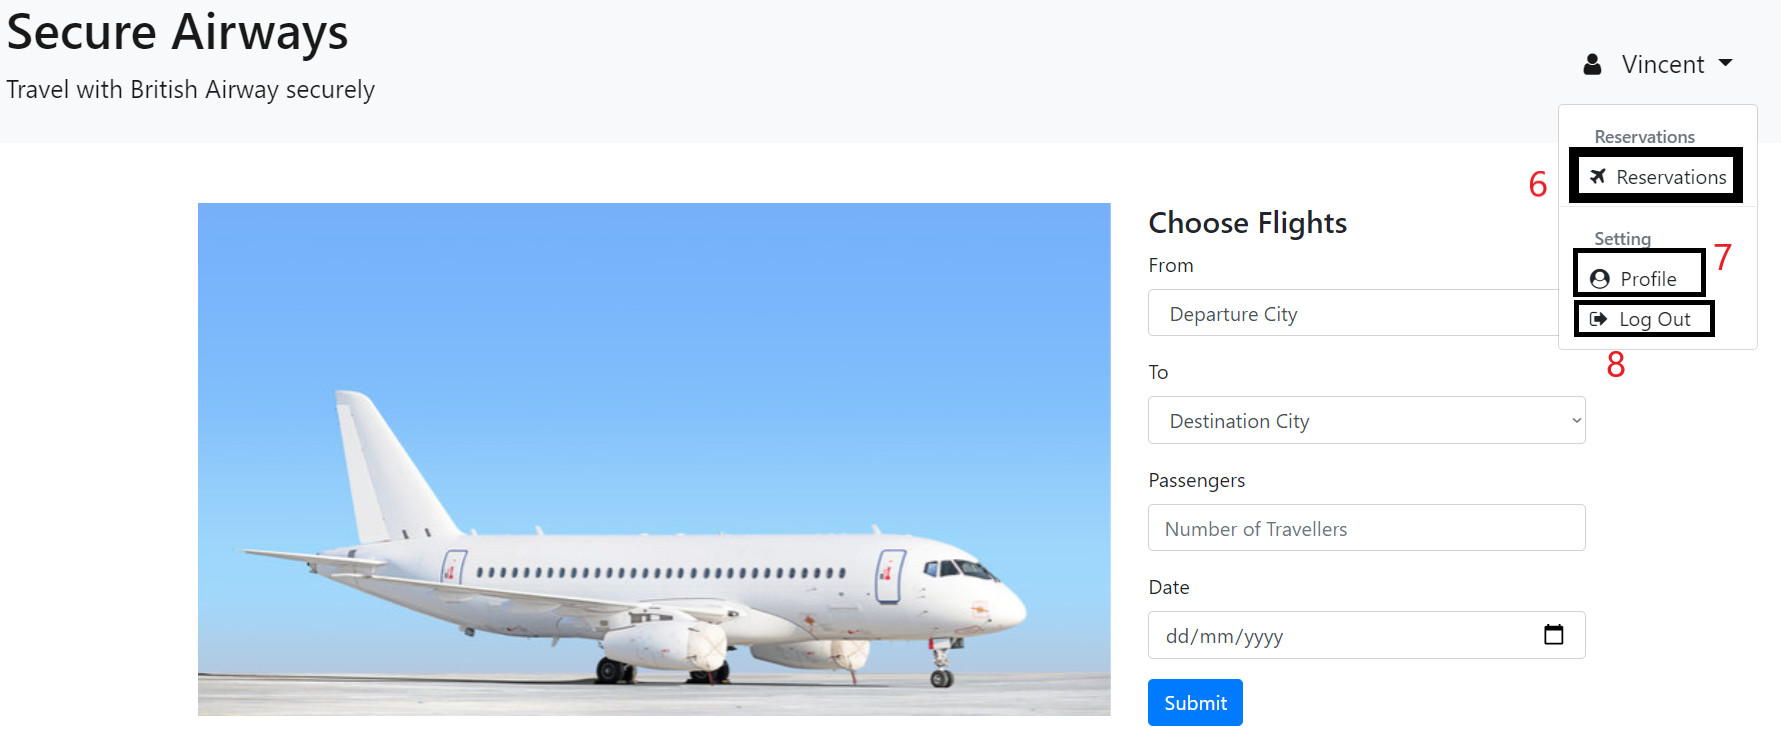 Secure Airways
Travel with British Airway securely
Vincent
Reservations
6
Reservations
Setting
7
Profile
Log Out
8
Choose Flights
From
Departure City
To
Destination City
Passengers
Number of Travellers
Date
dd/mm/yyyy
Submit